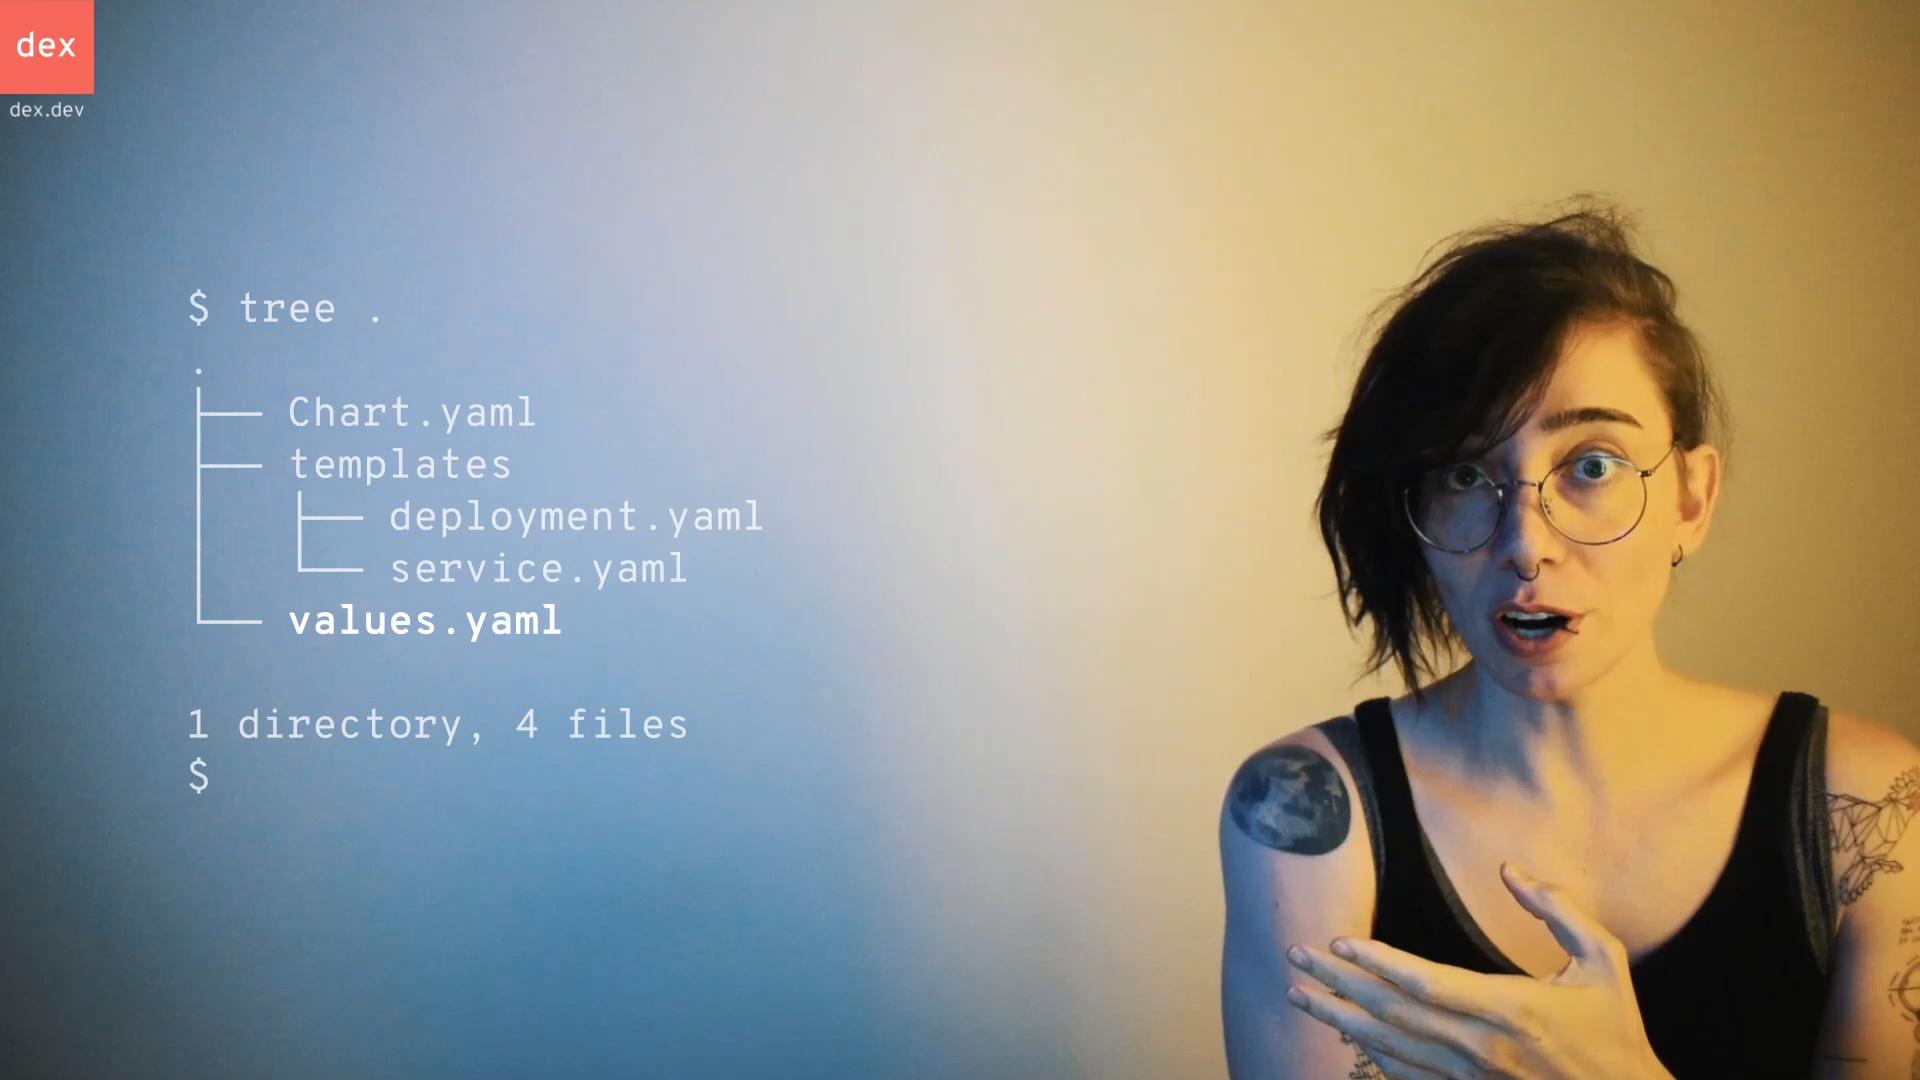 dex
dex.dev
$ tree .
.
├── Chart.yaml
├── templates
│   ├── deployment.yaml
│   └── service.yaml
└── values.yaml
1 directory, 4 files
$